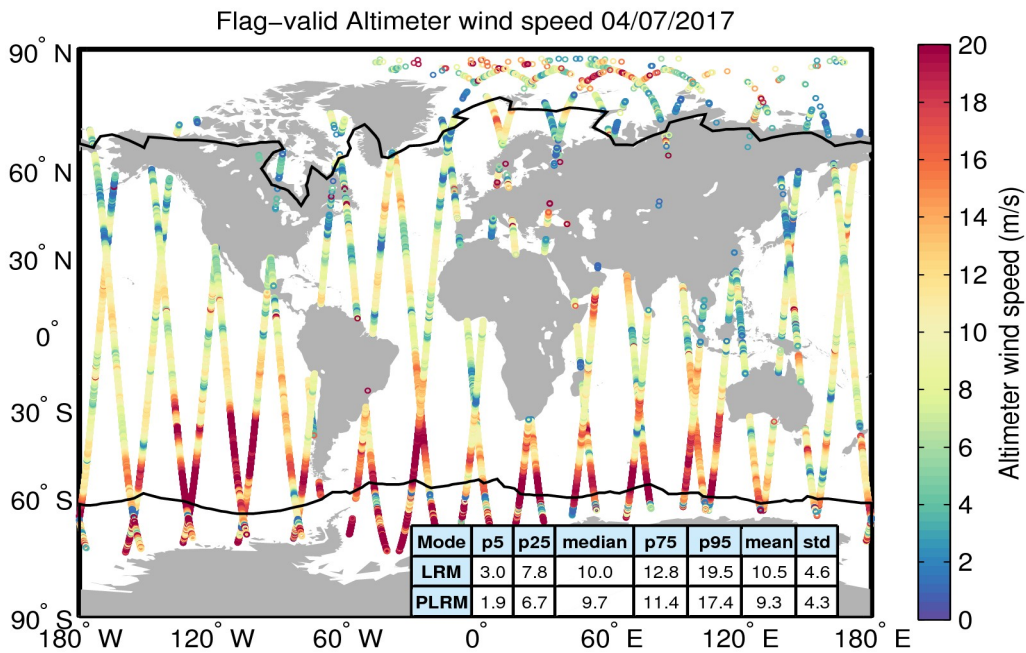 Flag−valid Altimeter wind speed 04/07/2017
90° N
60° N
30° N
0°
30° S
60° S
90° S
180° W
120° W
60° W
0°
60° E
120° E
180° E
Mode p5 p25 median p75 p95 mean std
LRM 3.0 7.8 10.0 12.8 19.5 10.5 4.6
PLRM 1.9 6.7 9.7 11.4 17.4 9.3 4.3
20
18
16
14
12
10
8
6
4
2
0
Altimeter wind speed (m/s)